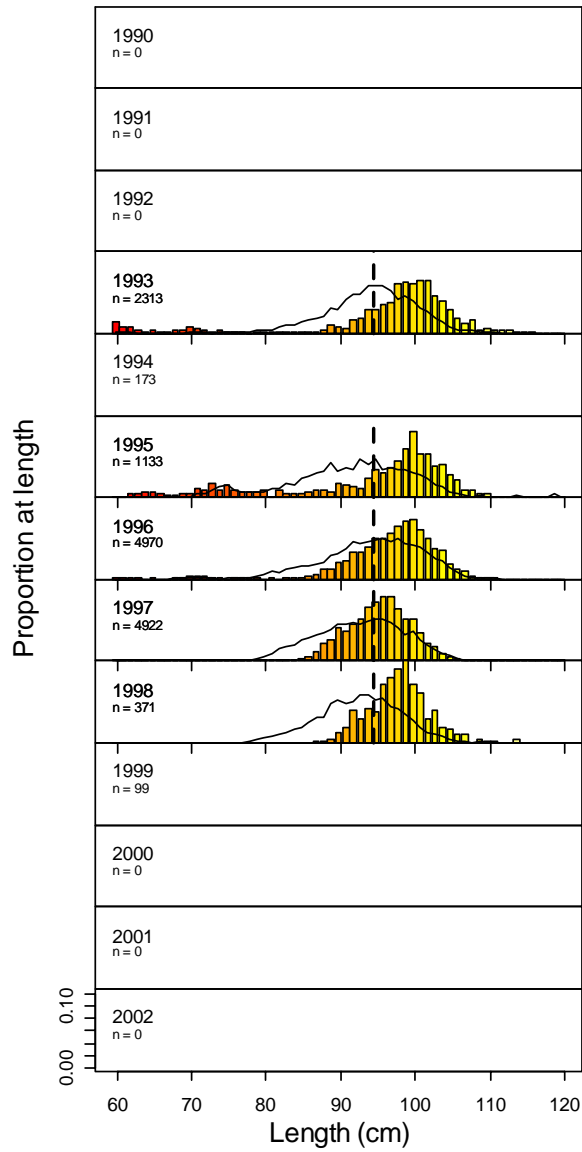 1990
n = 0
1991
n = 0
1992
n = 0
1993
n = 2313
1994
n = 173
1995
n = 1133
1996
n = 4970
1997
n = 4922
1998
n = 371
1999
n = 99
2000
n = 0
2001
n = 0
2002
n = 0
Proportion at length
0.10
0.00
60 70 80 90 100 110 120
Length (cm)